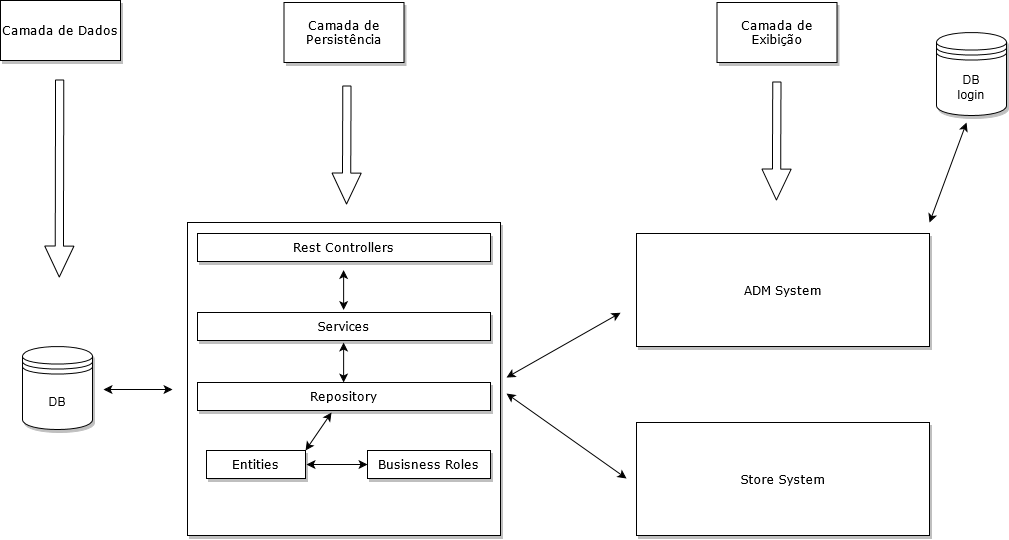 Camada de Dados
Camada de
Persistência
Camada de
Exibição
DB
login
Rest Controllers
Services
Repository
Entities
Busisness Roles
DB
ADM System
Store System